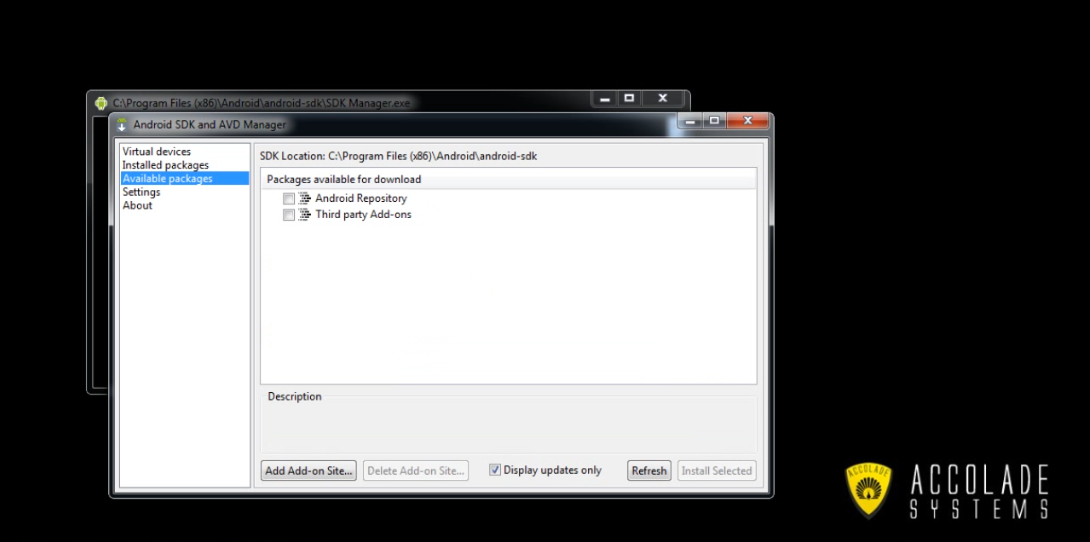 C:\Program Files (x86)\Android\android-sdk\SDK Manager.exe
Android SDK and AVD Manager
Virtual devices
Installed packages
Available packages
Settings
About
SDK Location: C:\Program Files (x86)\Android\android-sdk
Packages available for download
Android Repository
Third party Add-ons
Description
Add Add-on Site...
Delete Add-on Site...
Display updates only
Refresh
Install Selected
ACCOLADE
ACCOLADE
SYSTEMS